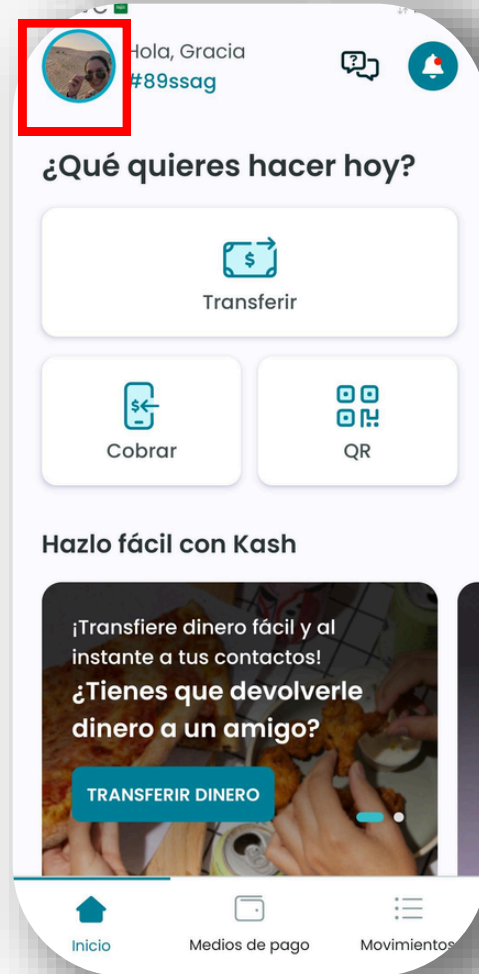 Hola, Gracia
#89ssag
¿Qué quieres hacer hoy?
$
Transferir
$
Cobrar
QR
Hazlo fácil con Kash
¡Transfiere dinero fácil y al
instante a tus contactos!
¿Tienes que devolverle
dinero a un amigo?
TRANSFERIR DINERO
Inicio
Medios de pago
Movimientos